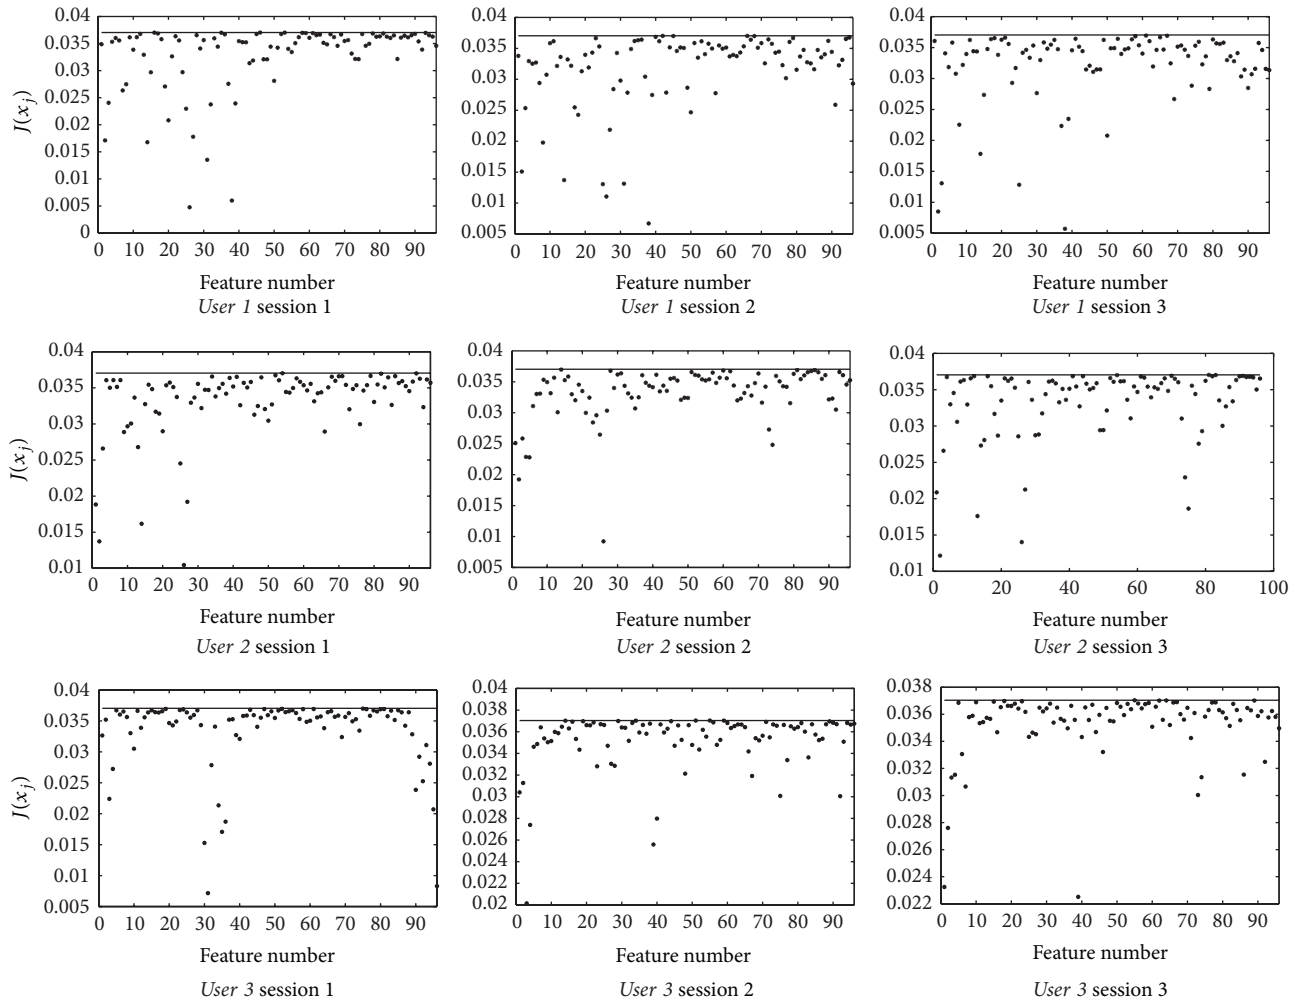 0.04 0.035 0.03 0.025 0.02 0.015 0.01 0.005 0
J(x_j)
0 10 20 30 40 50 60 70 80 90
Feature number
User 1 session 1
0.04 0.035 0.03 0.025 0.02 0.015 0.01 0.005
0 10 20 30 40 50 60 70 80 90
Feature number
User 1 session 2
0.04 0.035 0.03 0.025 0.02 0.015 0.01 0.005
0 10 20 30 40 50 60 70 80 90
Feature number
User 1 session 3
0.04 0.035 0.03 0.025 0.02 0.015 0.01
J(x_j)
0 10 20 30 40 50 60 70 80 90
Feature number
User 2 session 1
0.04 0.035 0.03 0.025 0.02 0.015 0.01 0.005
0 10 20 30 40 50 60 70 80 90
Feature number
User 2 session 2
0.04 0.035 0.03 0.025 0.02 0.015 0.01
0 20 40 60 80 100
Feature number
User 2 session 3
0.04 0.035 0.03 0.025 0.02 0.015 0.01 0.005
J(x_j)
0 10 20 30 40 50 60 70 80 90
Feature number
User 3 session 1
0.04 0.038 0.036 0.034 0.032 0.03 0.028 0.026 0.024 0.022 0.02
0 10 20 30 40 50 60 70 80 90
Feature number
User 3 session 2
0.038 0.036 0.034 0.032 0.03 0.028 0.026 0.024 0.022
0 10 20 30 40 50 60 70 80 90
Feature number
User 3 session 3